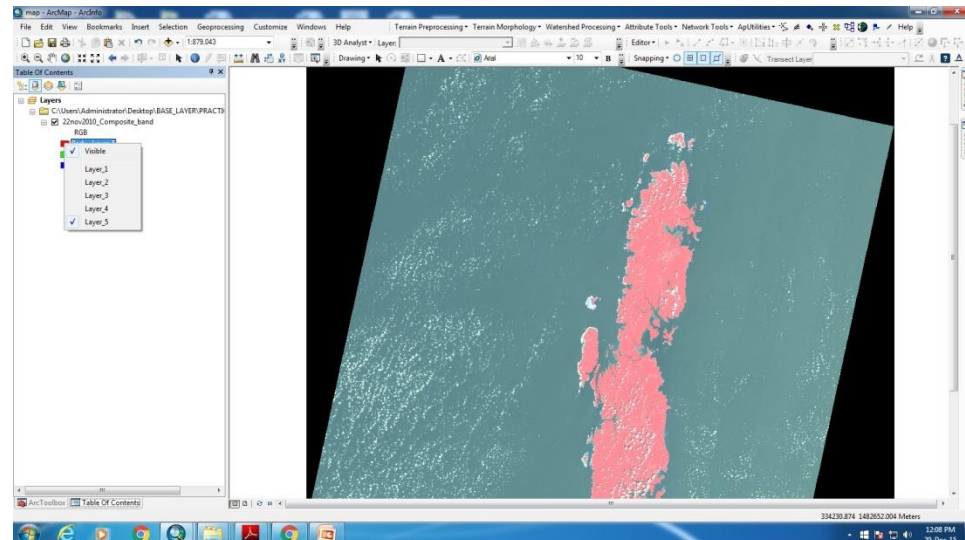 map - ArcMap - ArcInfo
File Edit View Bookmarks Insert Selection Geoprocessing Customize Windows Help Terrain Preprocessing Terrain Morphology Watershed Processing Attribute Tools Network Tools ApUtilities Help
1:879,043 3D Analyst Layer: Editor
Drawing A Arial 10 B Snapping Transect Layer
Table Of Contents
Layers
C:\Users\Administrator\Desktop\BASE_LAYER\PRACTI
22nov2010_Composite_band
RGB
Visible
Layer_1
Layer_2
Layer_3
Layer_4
Layer_5
ArcToolbox Table Of Contents
334230.874 1482652.004 Meters
12:08 PM